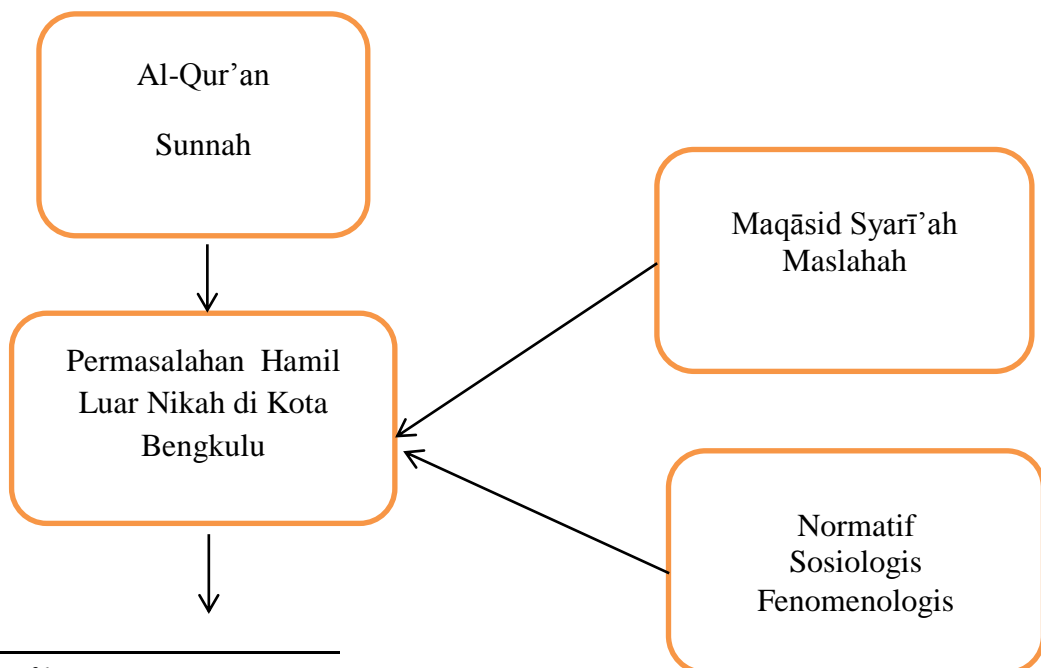 Al-Qur’an
Sunnah
Maqāsid Syarī’ah
Maslahah
Permasalahan Hamil
Luar Nikah di Kota
Bengkulu
Normatif
Sosiologis
Fenomenologis